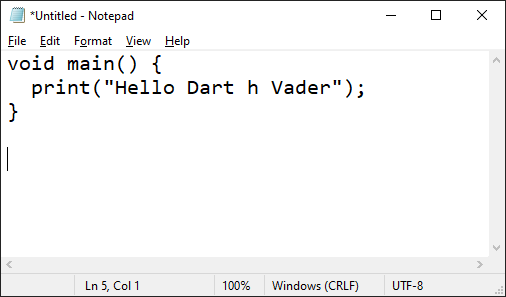 *Untitled - Notepad
File Edit Format View Help
void main() {
  print("Hello Dart h Vader");
}
Ln 5, Col 1 100% Windows (CRLF) UTF-8